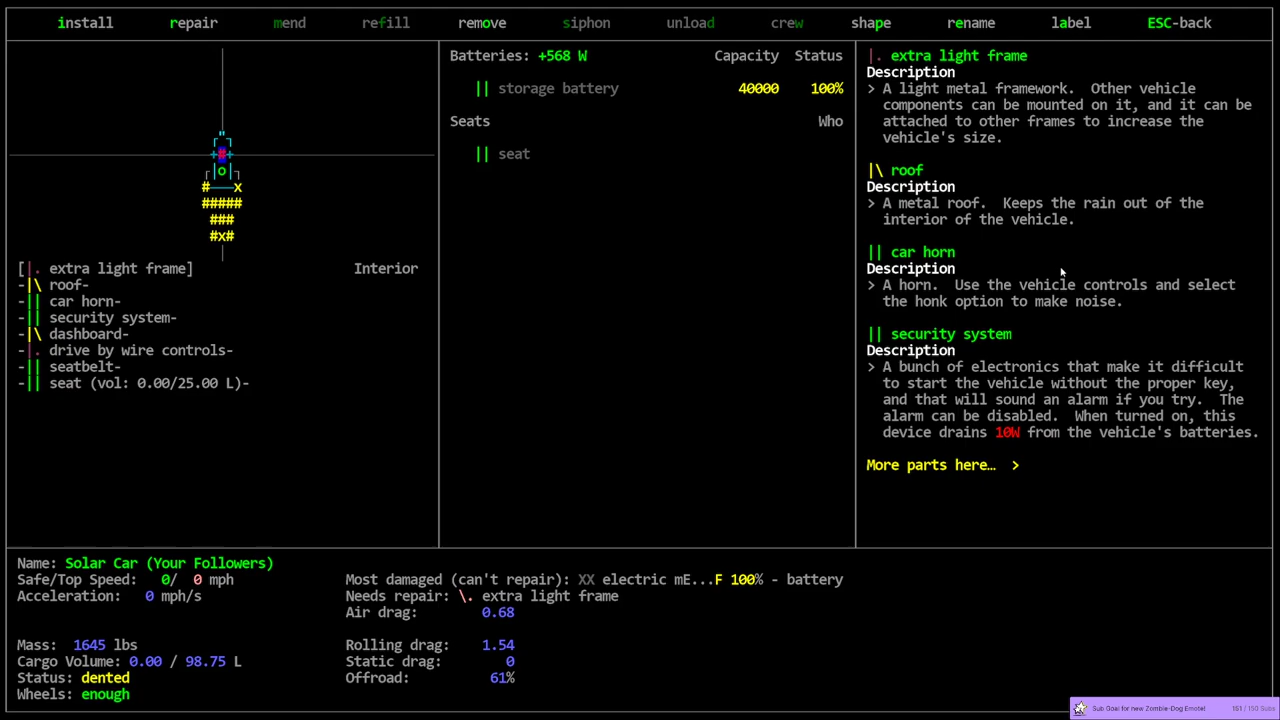 install repair mend refill remove siphon unload crew shape rename label ESC-back
Batteries: +568 W Capacity Status
|| storage battery 40000 100%
Seats Who
|| seat
[|. extra light frame] Interior
-|\ roof-
-|| car horn-
-|| security system-
-|\ dashboard-
-|. drive by wire controls-
-|| seatbelt-
-|| seat (vol: 0.00/25.00 L)-
|. extra light frame
Description
> A light metal framework.  Other vehicle
components can be mounted on it, and it can be
attached to other frames to increase the
vehicle's size.
|\ roof
Description
> A metal roof.  Keeps the rain out of the
interior of the vehicle.
|| car horn
Description
> A horn.  Use the vehicle controls and select
the honk option to make noise.
|| security system
Description
> A bunch of electronics that make it difficult
to start the vehicle without the proper key,
and that will sound an alarm if you try.  The
alarm can be disabled.  When turned on, this
device drains 10W from the vehicle's batteries.
More parts here…  >
Name: Solar Car (Your Followers)
Safe/Top Speed: 0/ 0 mph
Acceleration: 0 mph/s
Mass: 1645 lbs
Cargo Volume: 0.00 / 98.75 L
Status: dented
Wheels: enough
Most damaged (can't repair): XX electric mE...F 100% - battery
Needs repair: \. extra light frame
Air drag: 0.68
Rolling drag: 1.54
Static drag: 0
Offroad: 61%
Sub Goal for new Zombie-Dog Emote! 151 / 150 Subs